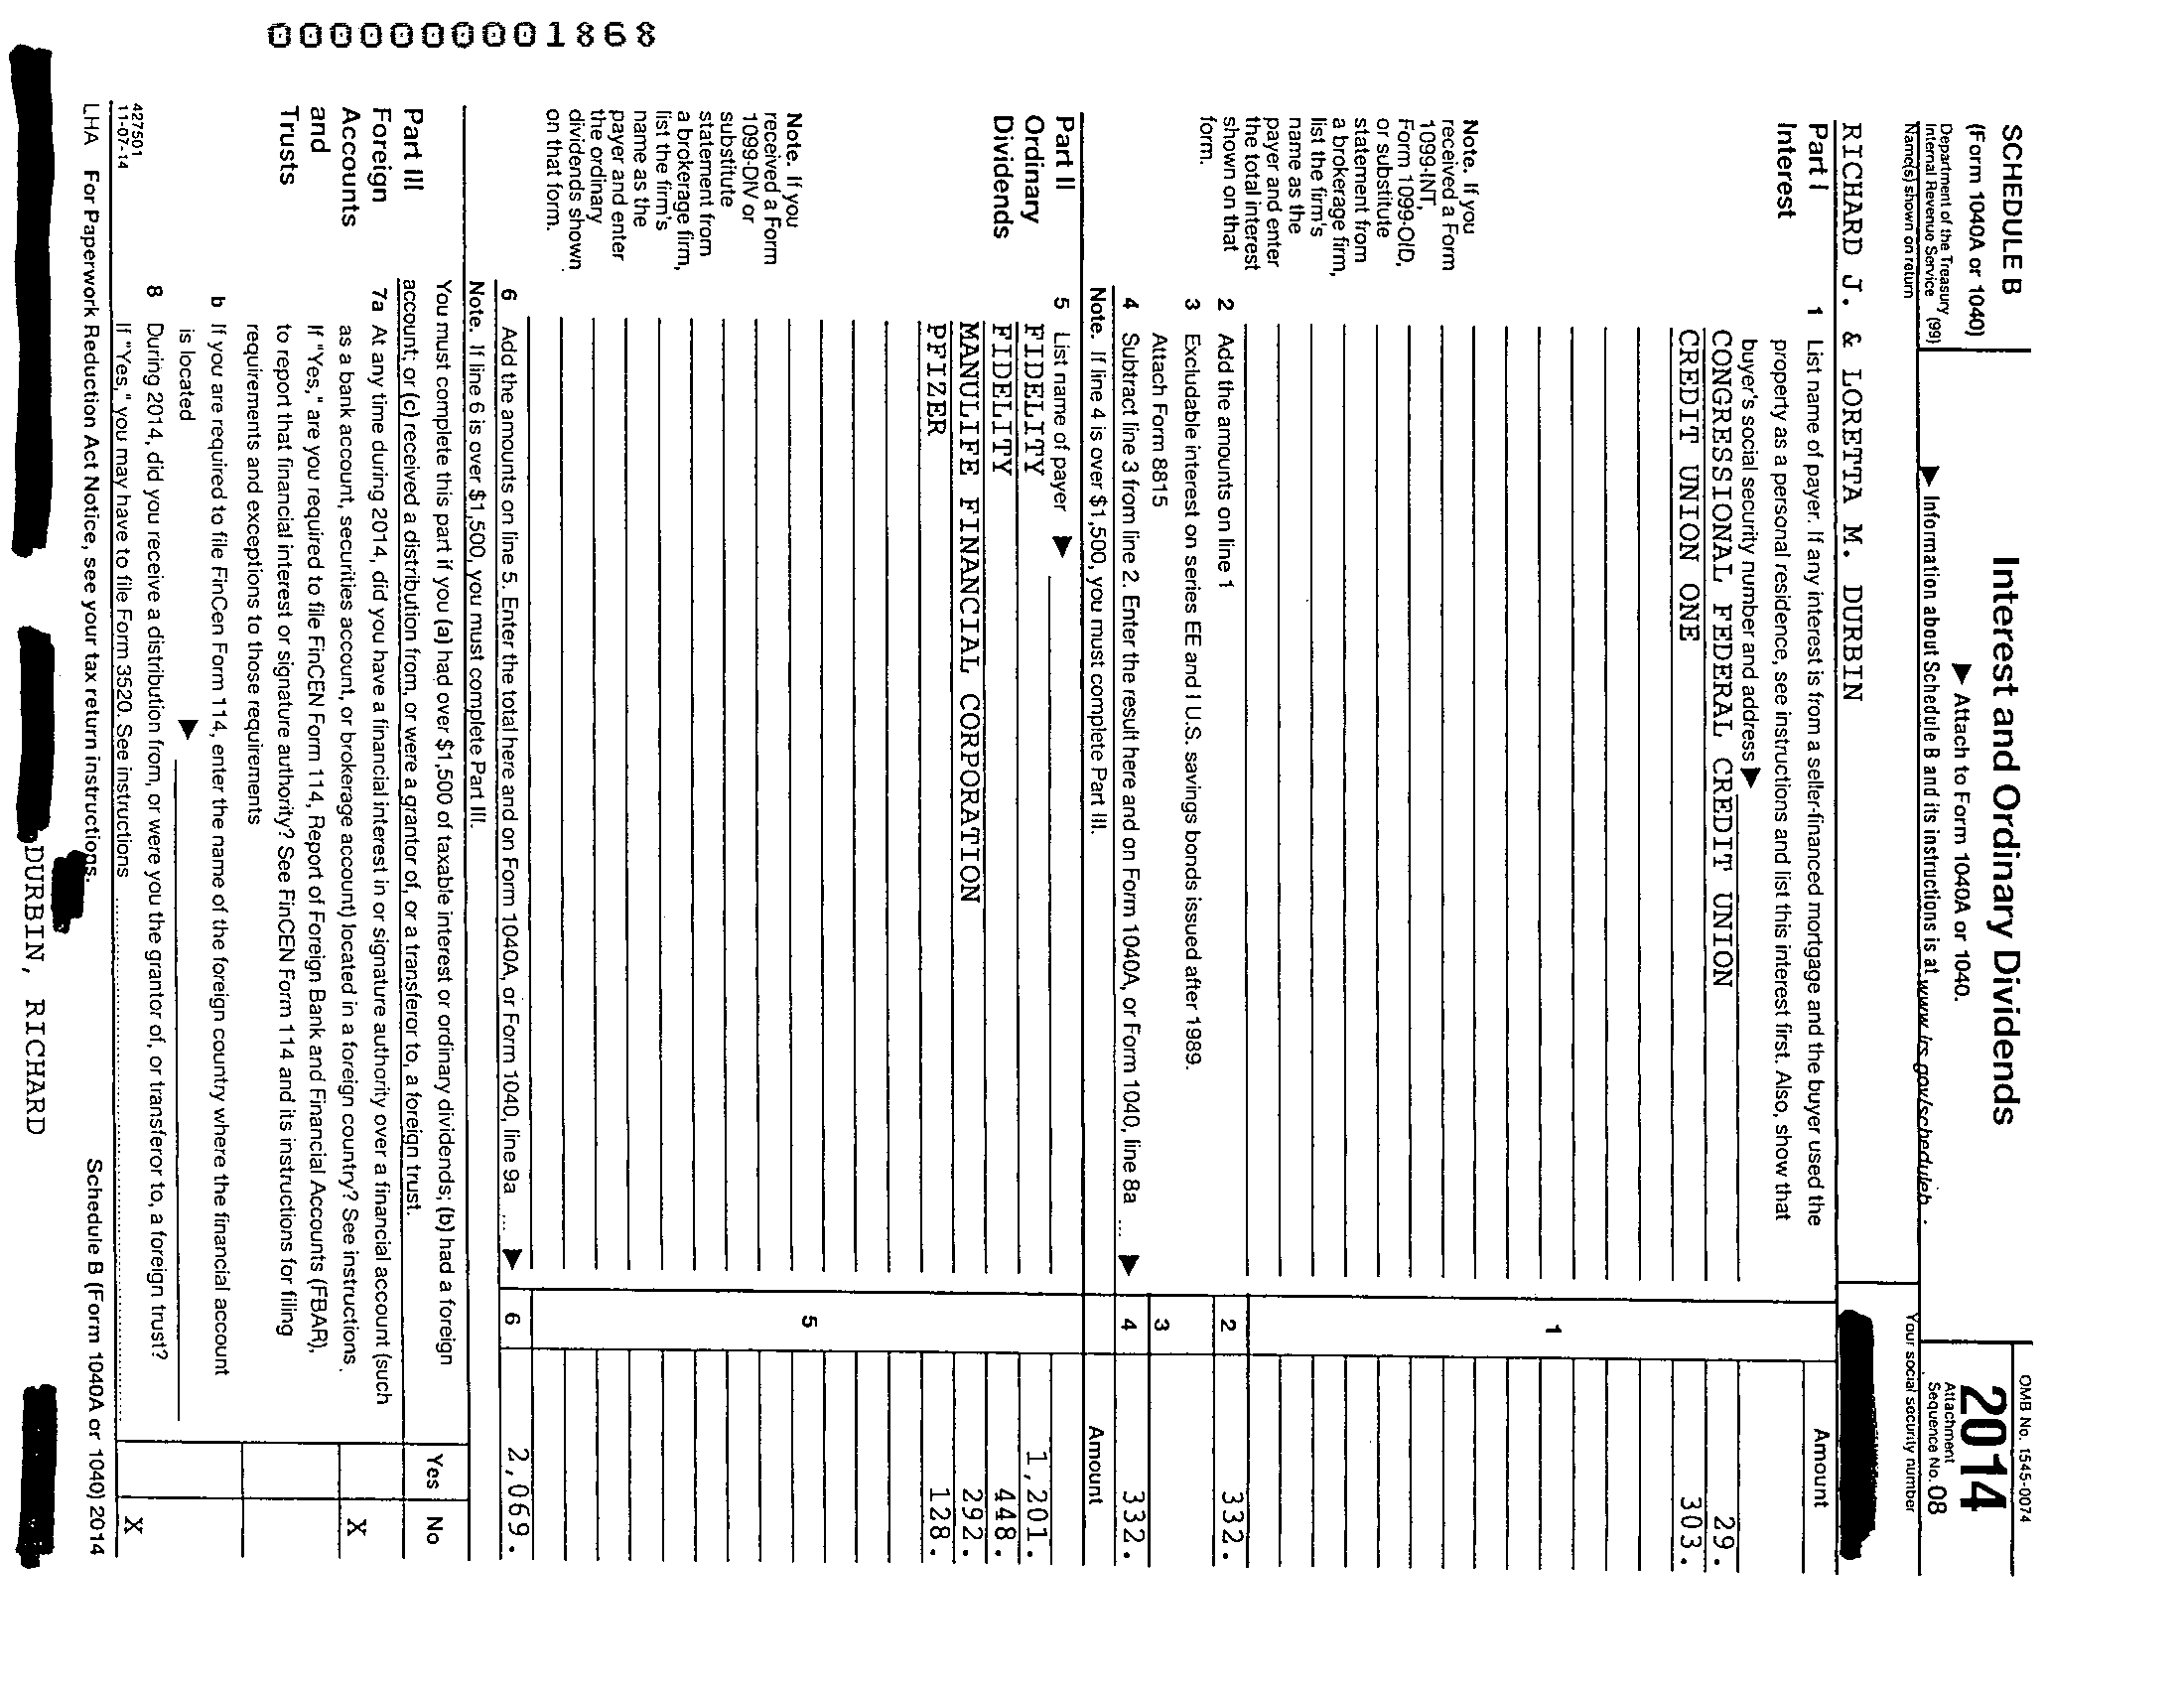 000000001868
SCHEDULE B
(Form 1040A or 1040)
Department of the Treasury
Internal Revenue Service (99)
Name(s) shown on return
Interest and Ordinary Dividends
▶ Attach to Form 1040A or 1040.
▶ Information about Schedule B and its instructions is at www.irs.gov/scheduleb.
OMB No. 1545-0074
2014
Attachment
Sequence No. 08
Your social security number
RICHARD J. & LORETTA M. DURBIN
Part I
Interest
1 List name of payer. If any interest is from a seller-financed mortgage and the buyer used the
property as a personal residence, see instructions and list this interest first. Also, show that
buyer's social security number and address ▶
Amount
CONGRESSIONAL FEDERAL CREDIT UNION 29.
CREDIT UNION ONE 303.
1
Note. If you
received a Form
1099-INT,
Form 1099-OID,
or substitute
statement from
a brokerage firm,
list the firm's
name as the
payer and enter
the total interest
shown on that
form.
2 Add the amounts on line 1 2 332.
3 Excludable interest on series EE and I U.S. savings bonds issued after 1989.
Attach Form 8815 3
4 Subtract line 3 from line 2. Enter the result here and on Form 1040A, or Form 1040, line 8a ... ▶ 4 332.
Note. If line 4 is over $1,500, you must complete Part III. Amount
Part II
Ordinary
Dividends
5 List name of payer ▶
FIDELITY 1,201.
FIDELITY 448.
MANULIFE FINANCIAL CORPORATION 292.
PFIZER 128.
5
Note. If you
received a Form
1099-DIV or
substitute
statement from
a brokerage firm,
list the firm's
name as the
payer and enter
the ordinary
dividends shown
on that form.
6 Add the amounts on line 5. Enter the total here and on Form 1040A, or Form 1040, line 9a ... ▶ 6 2,069.
Note. If line 6 is over $1,500, you must complete Part III.
Part III
Foreign
Accounts
and
Trusts
You must complete this part if you (a) had over $1,500 of taxable interest or ordinary dividends; (b) had a foreign
account; or (c) received a distribution from, or were a grantor of, or a transferor to, a foreign trust.
Yes No
7a At any time during 2014, did you have a financial interest in or signature authority over a financial account (such
as a bank account, securities account, or brokerage account) located in a foreign country? See instructions X
If "Yes," are you required to file FinCEN Form 114, Report of Foreign Bank and Financial Accounts (FBAR),
to report that financial interest or signature authority? See FinCEN Form 114 and its instructions for filing
requirements and exceptions to those requirements
b If you are required to file FinCen Form 114, enter the name of the foreign country where the financial account
is located ▶
8 During 2014, did you receive a distribution from, or were you the grantor of, or transferor to, a foreign trust?
If "Yes," you may have to file Form 3520. See instructions X
427501
11-07-14
LHA For Paperwork Reduction Act Notice, see your tax return instructions. Schedule B (Form 1040A or 1040) 2014
DURBIN, RICHARD